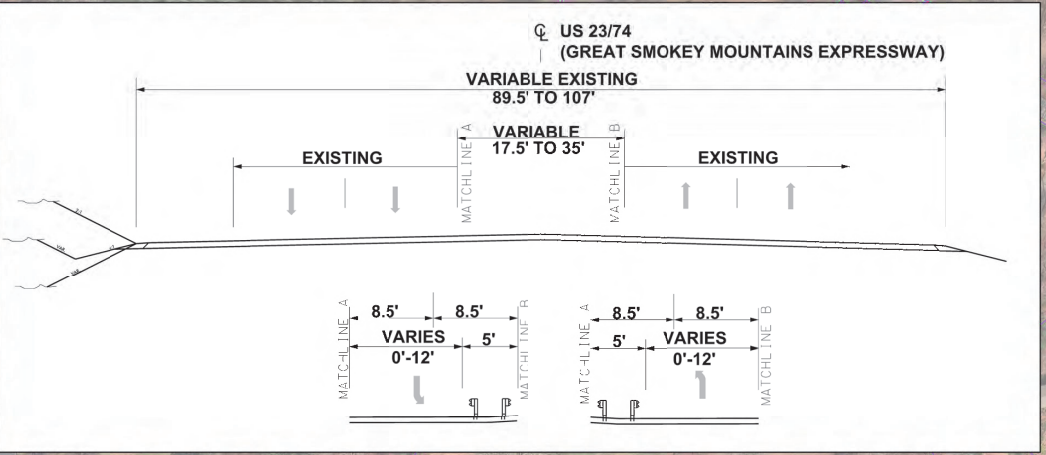 ℄ US 23/74
(GREAT SMOKEY MOUNTAINS EXPRESSWAY)
VARIABLE EXISTING
89.5' TO 107'
MATCHLINE A
VARIABLE
17.5' TO 35'
MATCHLINE B
EXISTING
EXISTING
VAR
MATCHLINE A
8.5'
8.5'
MATCHLINE B
VARIES
0'-12'
5'
MATCHLINE A
8.5'
8.5'
MATCHLINE B
5'
VARIES
0'-12'